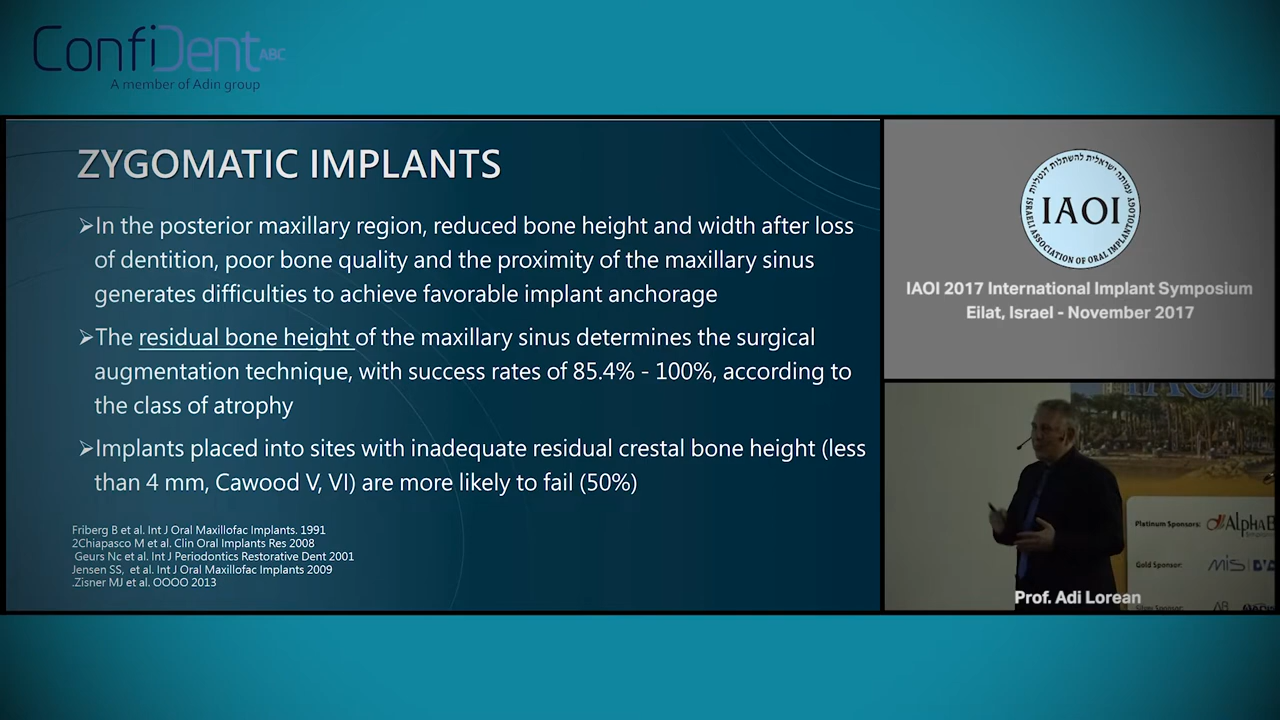 ConfiDent ABC
A member of Adin group
ZYGOMATIC IMPLANTS
➢In the posterior maxillary region, reduced bone height and width after loss
of dentition, poor bone quality and the proximity of the maxillary sinus
generates difficulties to achieve favorable implant anchorage
➢The residual bone height of the maxillary sinus determines the surgical
augmentation technique, with success rates of 85.4% - 100%, according to
the class of atrophy
➢Implants placed into sites with inadequate residual crestal bone height (less
than 4 mm, Cawood V, VI) are more likely to fail (50%)
Friberg B et al. Int J Oral Maxillofac Implants. 1991
2Chiapasco M et al. Clin Oral Implants Res 2008
Geurs Nc et al. Int J Periodontics Restorative Dent 2001
Jensen SS, et al. Int J Oral Maxillofac Implants 2009
.Zisner MJ et al. OOOO 2013
עמותה ישראלית להשתלות דנטליות
IAOI
ISRAELI ASSOCIATION OF ORAL IMPLANTOLOGY
IAOI 2017 International Implant Symposium
Eilat, Israel - November 2017
Platinum Sponsors:
Gold Sponsor:
MIS
Prof. Adi Lorean